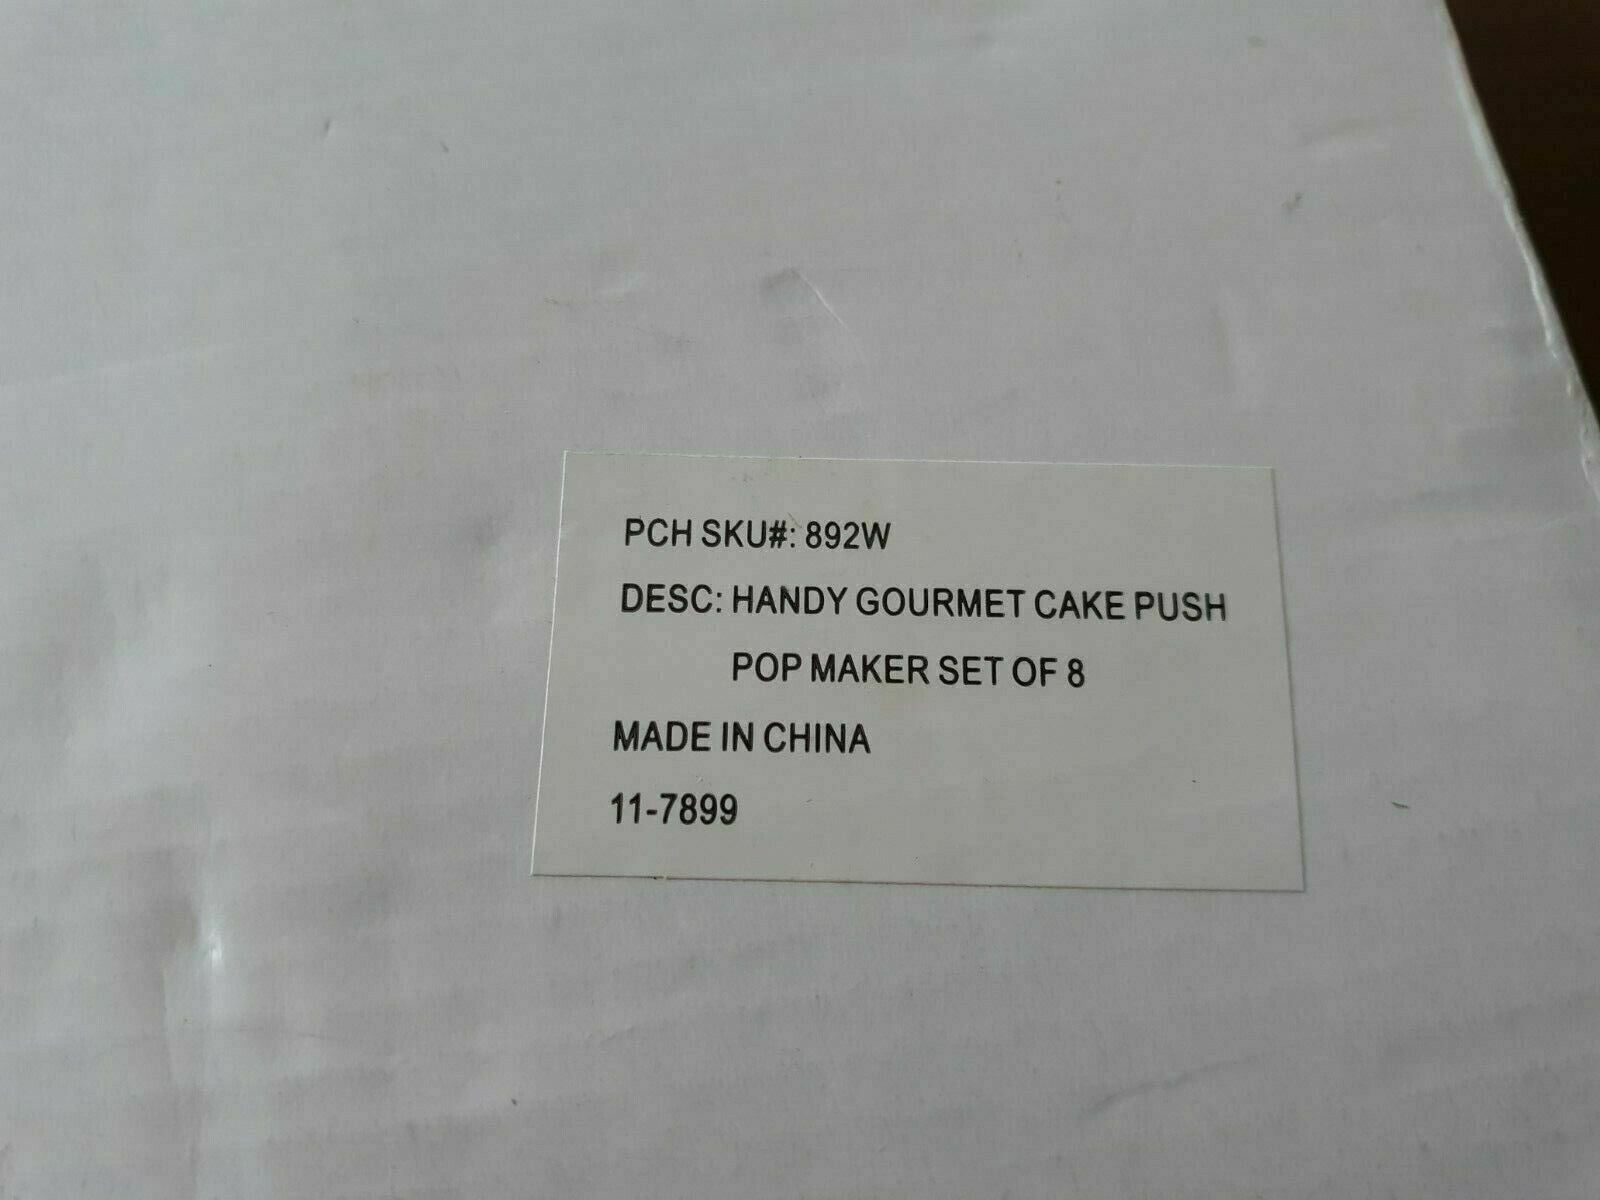 PCH SKU#: 892W
DESC: HANDY GOURMET CAKE PUSH
POP MAKER SET OF 8
MADE IN CHINA
11-7899